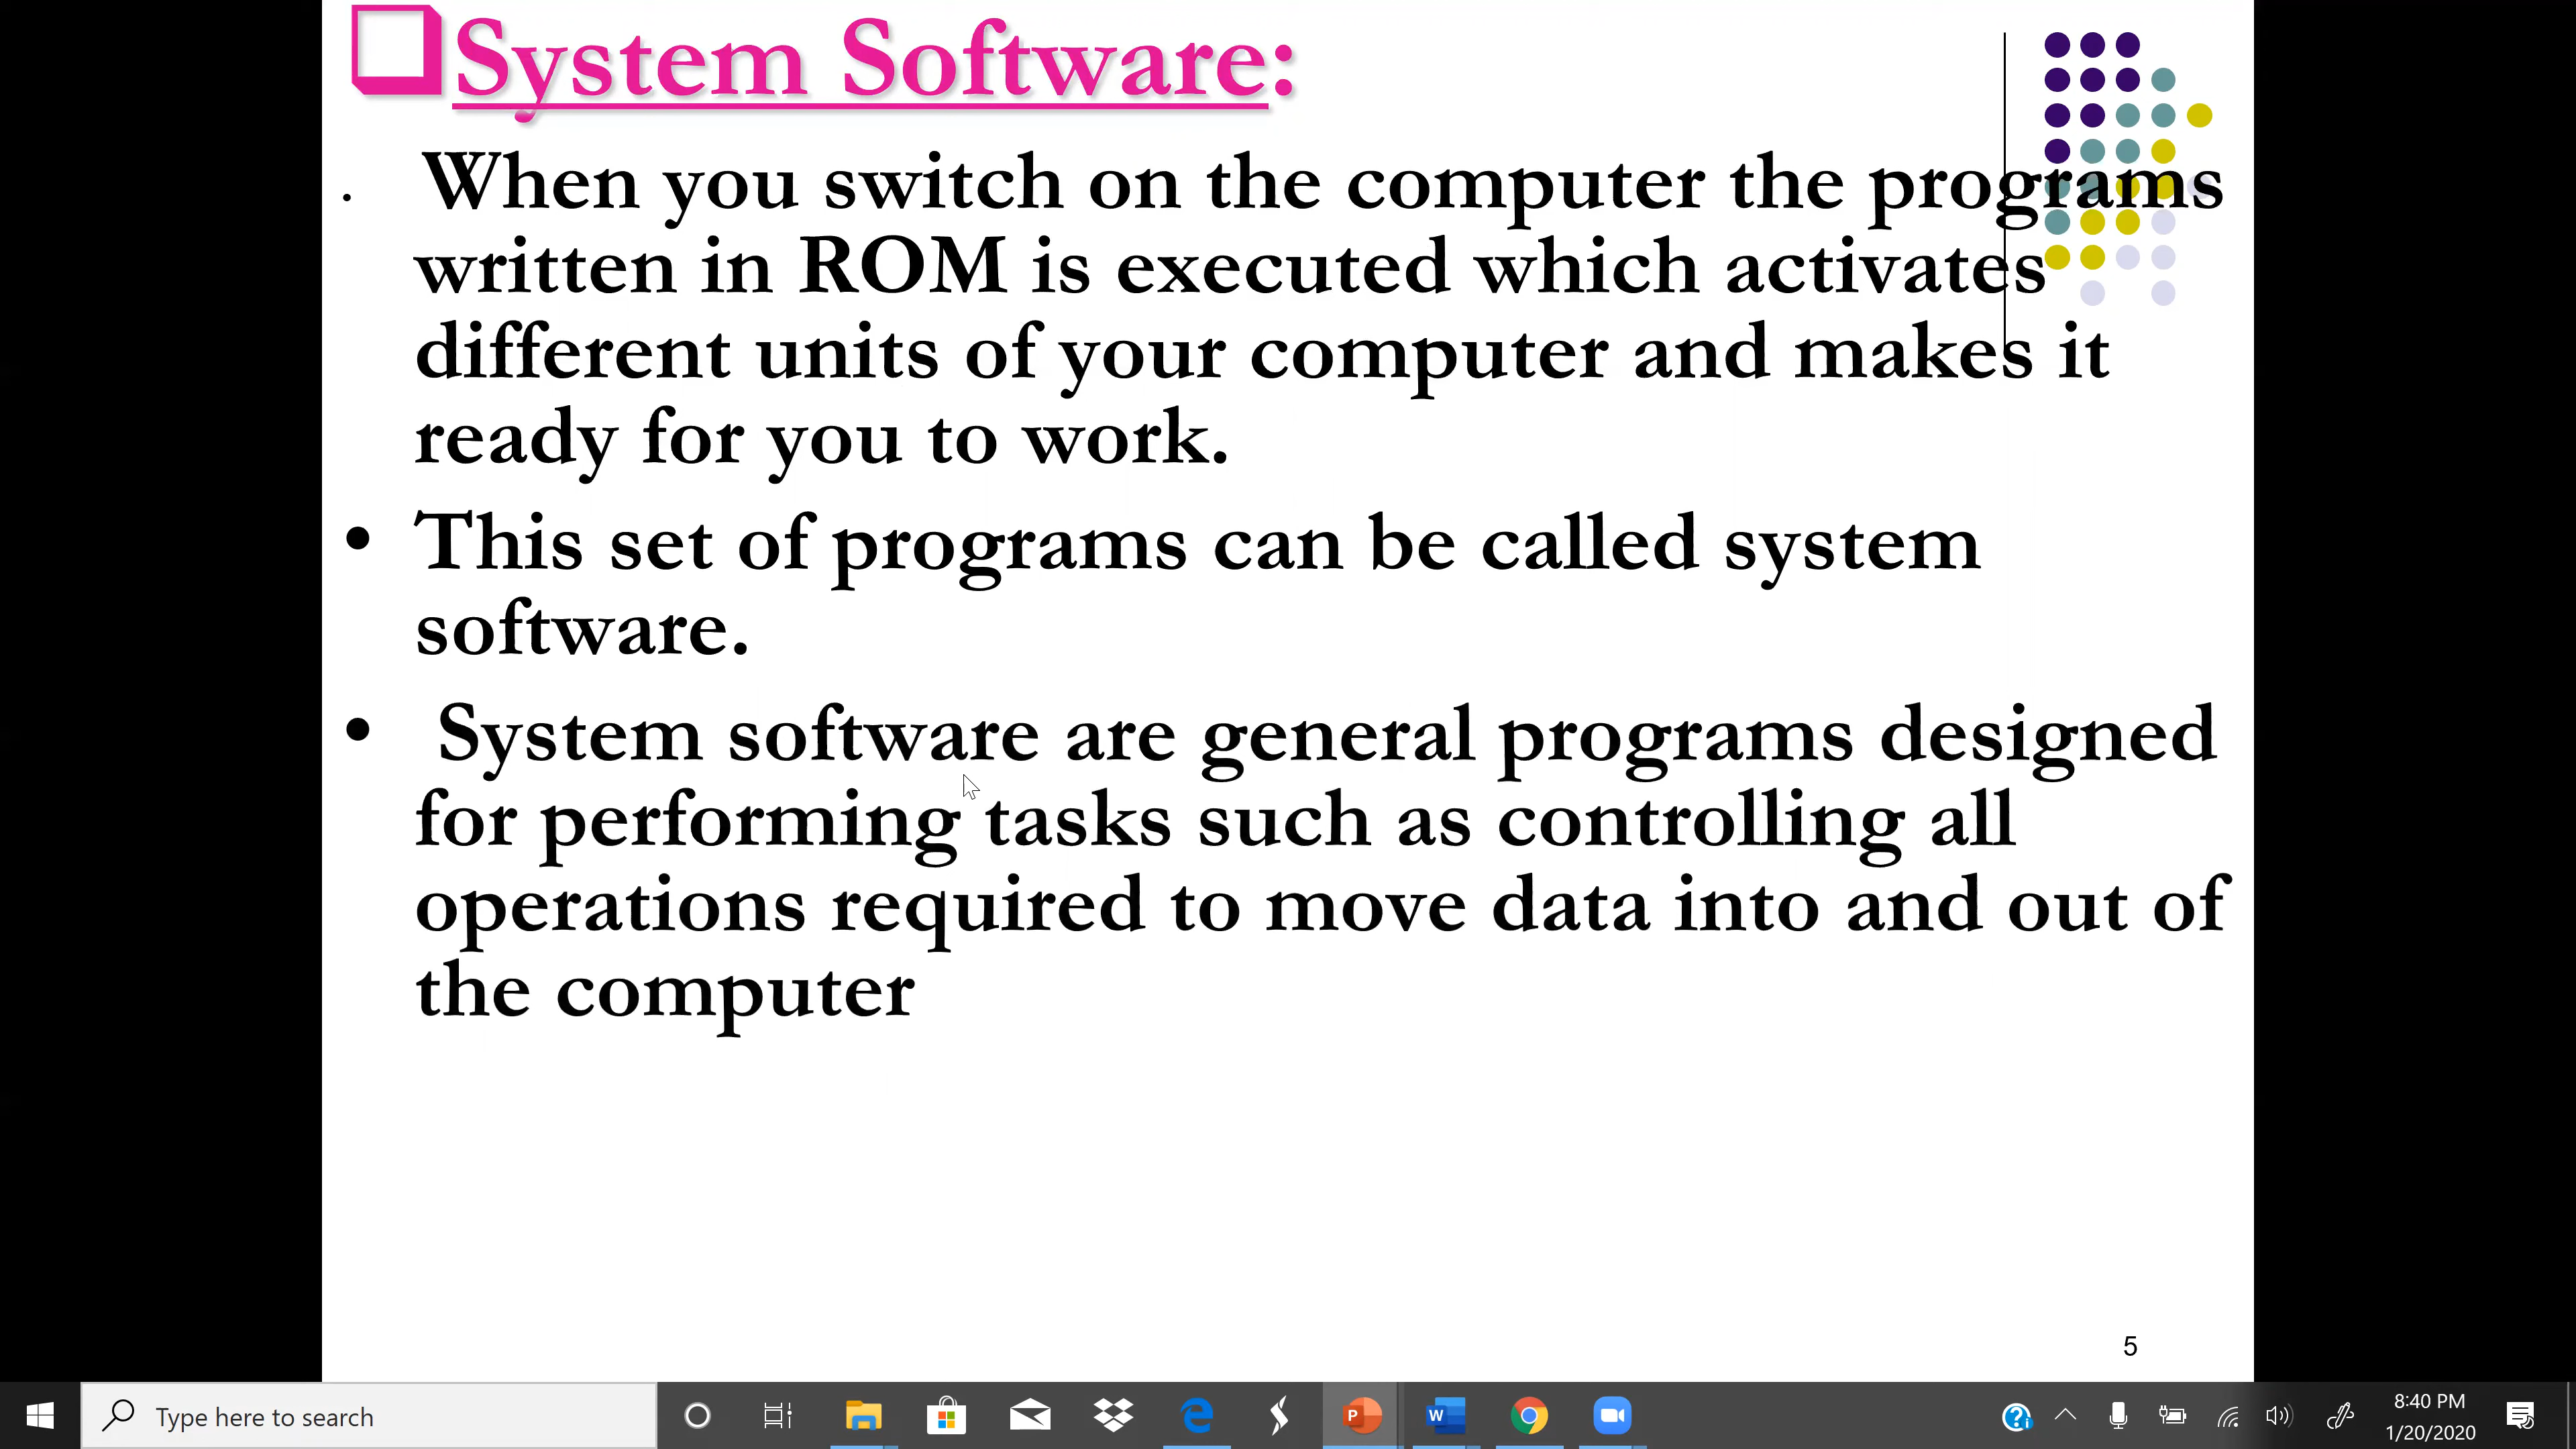 ❑System Software:
• When you switch on the computer the programs
written in ROM is executed which activates
different units of your computer and makes it
ready for you to work.
• This set of programs can be called system
software.
• System software are general programs designed
for performing tasks such as controlling all
operations required to move data into and out of
the computer
5
Type here to search
8:40 PM
1/20/2020